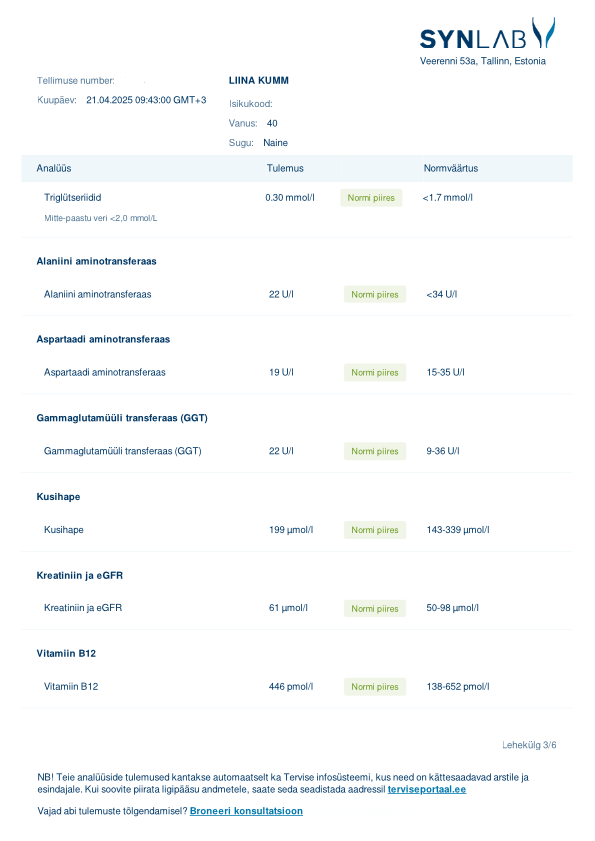 SYNLAB
Veerenni 53a, Tallinn, Estonia
Tellimuse number:
LIINA KUMM
Kuupäev: 21.04.2025 09:43:00 GMT+3
Isikukood:
Vanus: 40
Sugu: Naine
Analüüs Tulemus Normväärtus
Triglütseriidid 0.30 mmol/l Normi piires <1.7 mmol/l
Mitte-paastu veri <2,0 mmol/L
Alaniini aminotransferaas
Alaniini aminotransferaas 22 U/l Normi piires <34 U/l
Aspartaadi aminotransferaas
Aspartaadi aminotransferaas 19 U/l Normi piires 15-35 U/l
Gammaglutamüüli transferaas (GGT)
Gammaglutamüüli transferaas (GGT) 22 U/l Normi piires 9-36 U/l
Kusihape
Kusihape 199 µmol/l Normi piires 143-339 µmol/l
Kreatiniin ja eGFR
Kreatiniin ja eGFR 61 µmol/l Normi piires 50-98 µmol/l
Vitamiin B12
Vitamiin B12 446 pmol/l Normi piires 138-652 pmol/l
Lehekülg 3/6
NB! Teie analüüside tulemused kantakse automaatselt ka Tervise infosüsteemi, kus need on kättesaadavad arstile ja
esindajale. Kui soovite piirata ligipääsu andmetele, saate seda seadistada aadressil terviseportaal.ee
Vajad abi tulemuste tõlgendamisel? Broneeri konsultatsioon